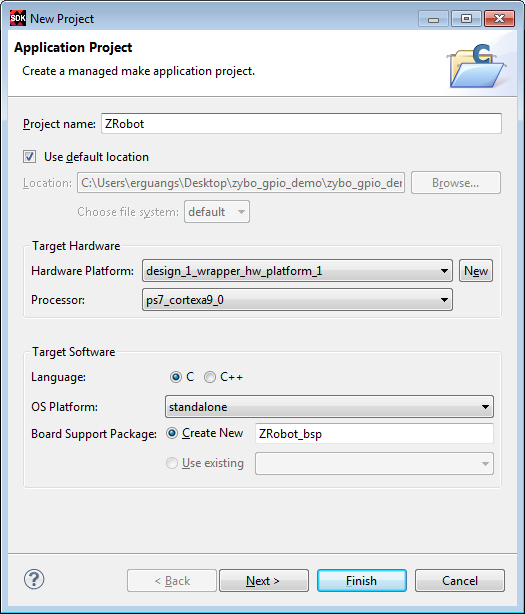 SDK New Project
Application Project
Create a managed make application project.
C
Project name: ZRobot
Use default location
Location: C:\Users\erguangs\Desktop\zybo_gpio_demo\zybo_gpio_der Browse...
Choose file system: default
Target Hardware
Hardware Platform: design_1_wrapper_hw_platform_1 New
Processor: ps7_cortexa9_0
Target Software
Language: C C++
OS Platform: standalone
Board Support Package: Create New ZRobot_bsp
Use existing
? < Back Next > Finish Cancel